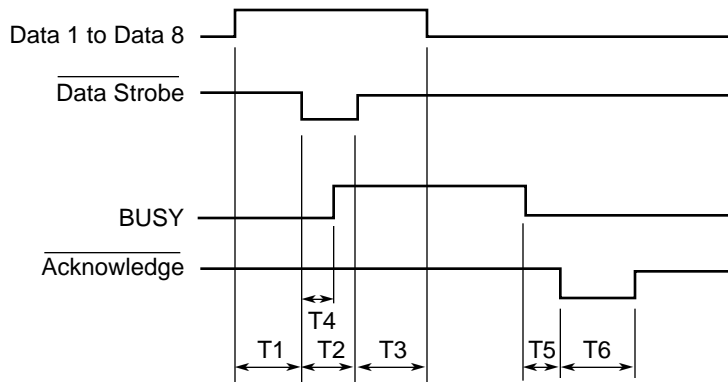 Data 1 to Data 8
Data Strobe
BUSY
Acknowledge
T4
T1 T2 T3 T5 T6